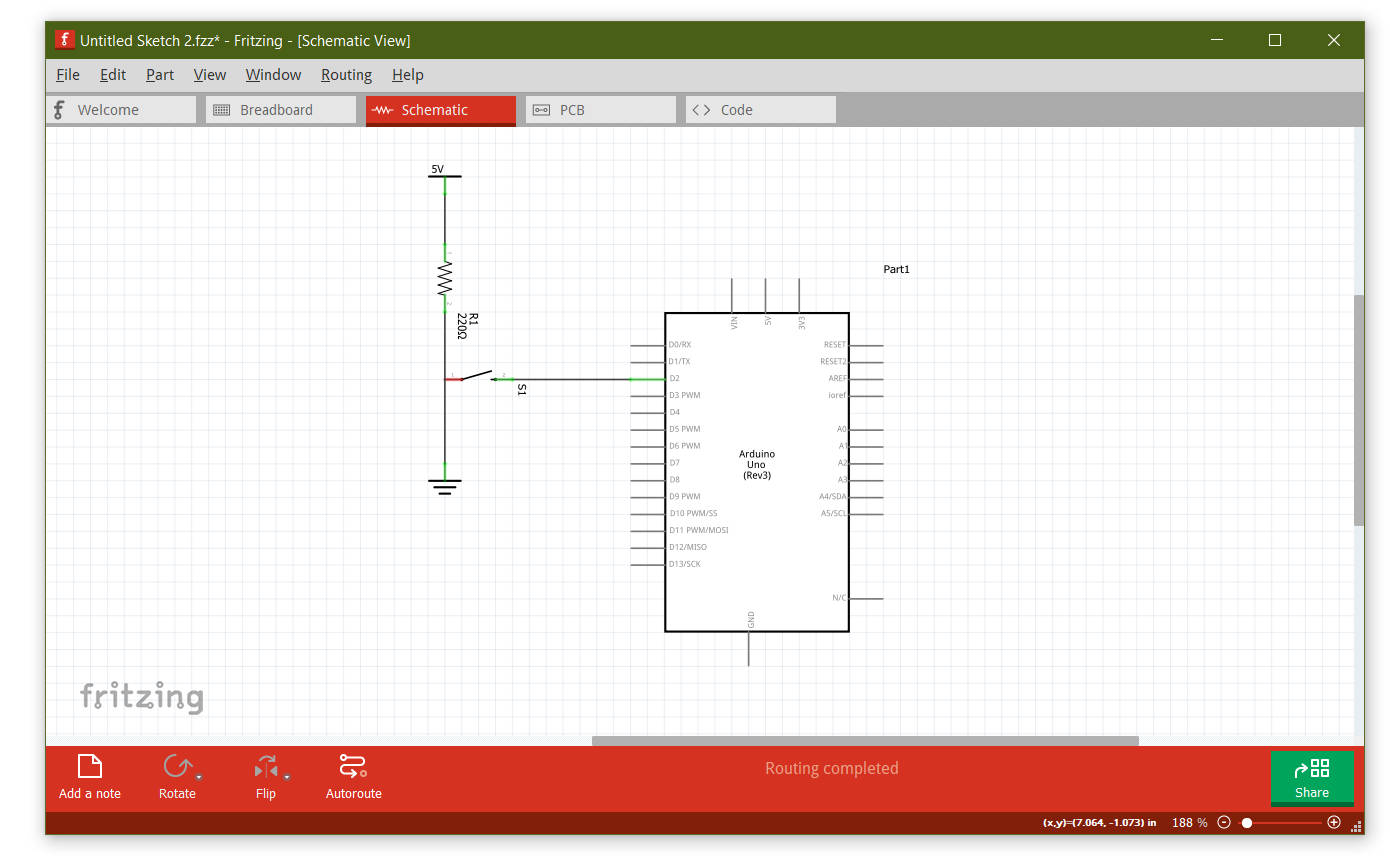 Untitled Sketch 2.fzz* - Fritzing - [Schematic View]
File Edit Part View Window Routing Help
Welcome Breadboard Schematic PCB Code
5V
1
2
R1
220Ω
1
2
S1
Part1
VIN
5V
3V3
D0/RX
D1/TX
D2
D3 PWM
D4
D5 PWM
D6 PWM
D7
D8
D9 PWM
D10 PWM/SS
D11 PWM/MOSI
D12/MISO
D13/SCK
Arduino
Uno
(Rev3)
RESET
RESET2
AREF
ioref
A0
A1
A2
A3
A4/SDA
A5/SCL
N/C
GND
fritzing
Add a note Rotate Flip Autoroute
Routing completed
Share
(x,y)=(7.064, -1.073) in 188 %